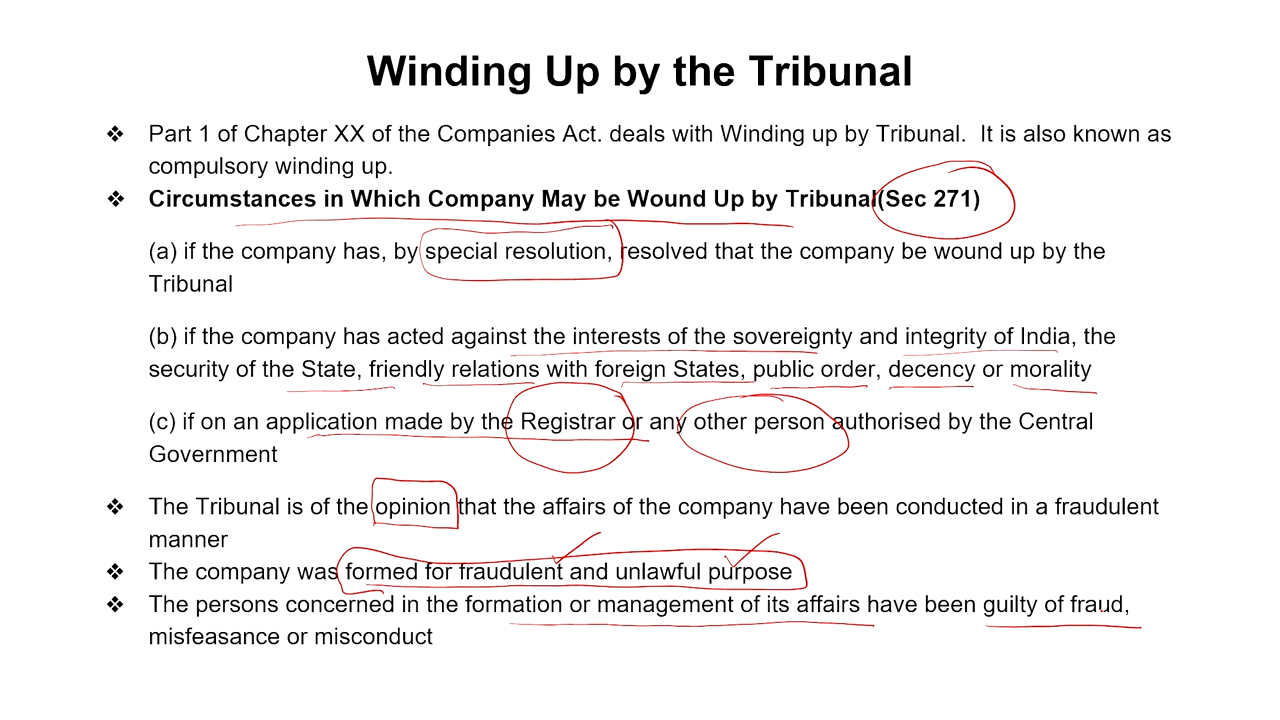 Winding Up by the Tribunal
❖ Part 1 of Chapter XX of the Companies Act. deals with Winding up by Tribunal. It is also known as
compulsory winding up.
❖ Circumstances in Which Company May be Wound Up by Tribunal(Sec 271)
(a) if the company has, by special resolution, resolved that the company be wound up by the
Tribunal
(b) if the company has acted against the interests of the sovereignty and integrity of India, the
security of the State, friendly relations with foreign States, public order, decency or morality
(c) if on an application made by the Registrar or any other person authorised by the Central
Government
❖ The Tribunal is of the opinion that the affairs of the company have been conducted in a fraudulent
manner
❖ The company was formed for fraudulent and unlawful purpose
❖ The persons concerned in the formation or management of its affairs have been guilty of fraud,
misfeasance or misconduct